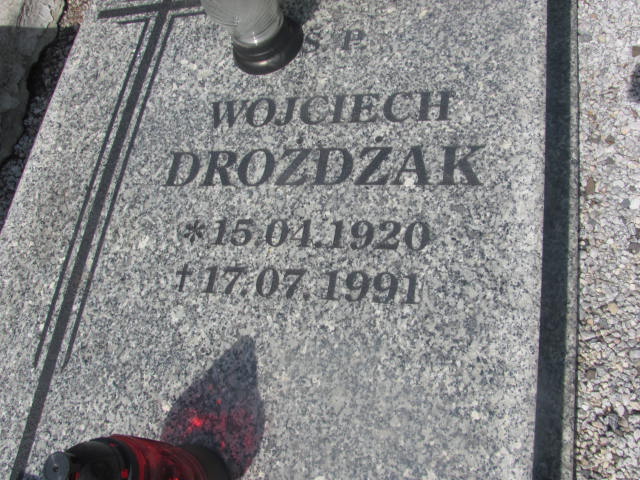 Ś P
WOJCIECH
DROŻDŻAK
*15.04.1920
†17.07.1991